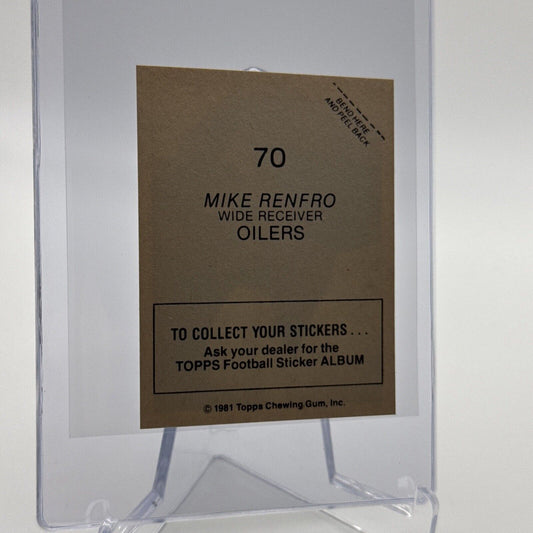 BEND HERE
AND PEEL BACK
70
MIKE RENFRO
WIDE RECEIVER
OILERS
TO COLLECT YOUR STICKERS . . .
Ask your dealer for the
TOPPS Football Sticker ALBUM
© 1981 Topps Chewing Gum, Inc.